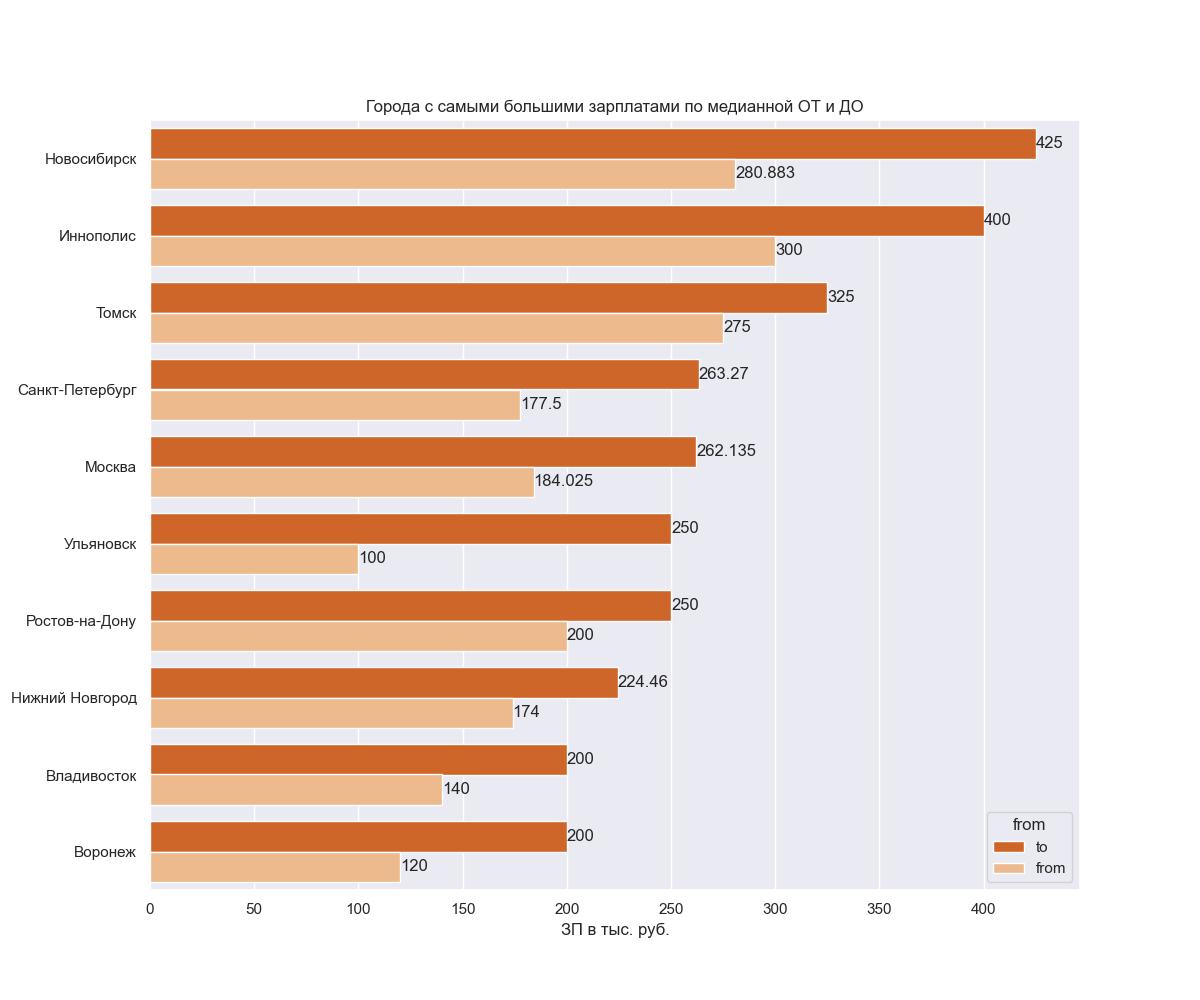 Города с самыми большими зарплатами по медианной ОТ и ДО
Новосибирск
425
280.883
Иннополис
400
300
Томск
325
275
Санкт-Петербург
263.27
177.5
Москва
262.135
184.025
Ульяновск
250
100
Ростов-на-Дону
250
200
Нижний Новгород
224.46
174
Владивосток
200
140
Воронеж
200
120
from
to
from
0 50 100 150 200 250 300 350 400
ЗП в тыс. руб.